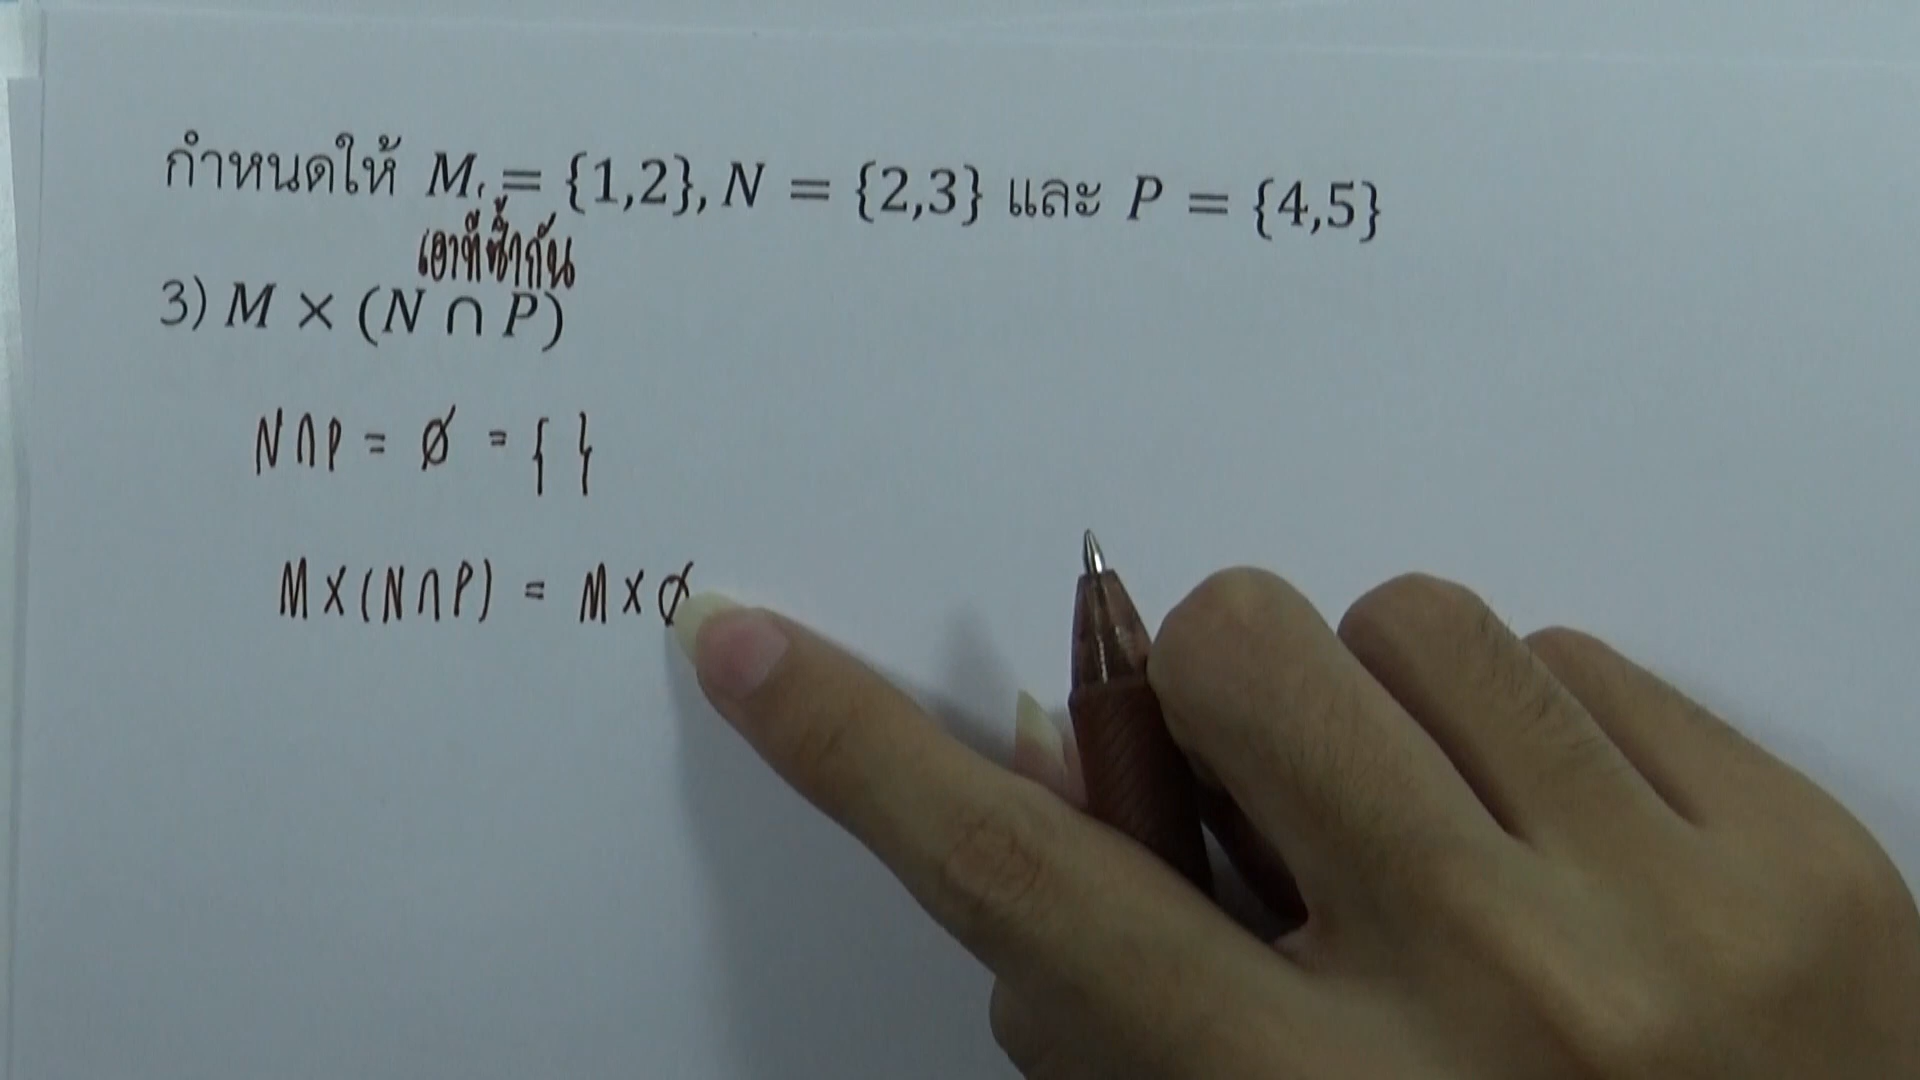 กำหนดให้ M = {1,2}, N = {2,3} และ P = {4,5}
เอาที่ซ้ำกัน
3) M × (N ∩ P)
N ∩ P = ∅ = { }
M × (N ∩ P) = M × ∅